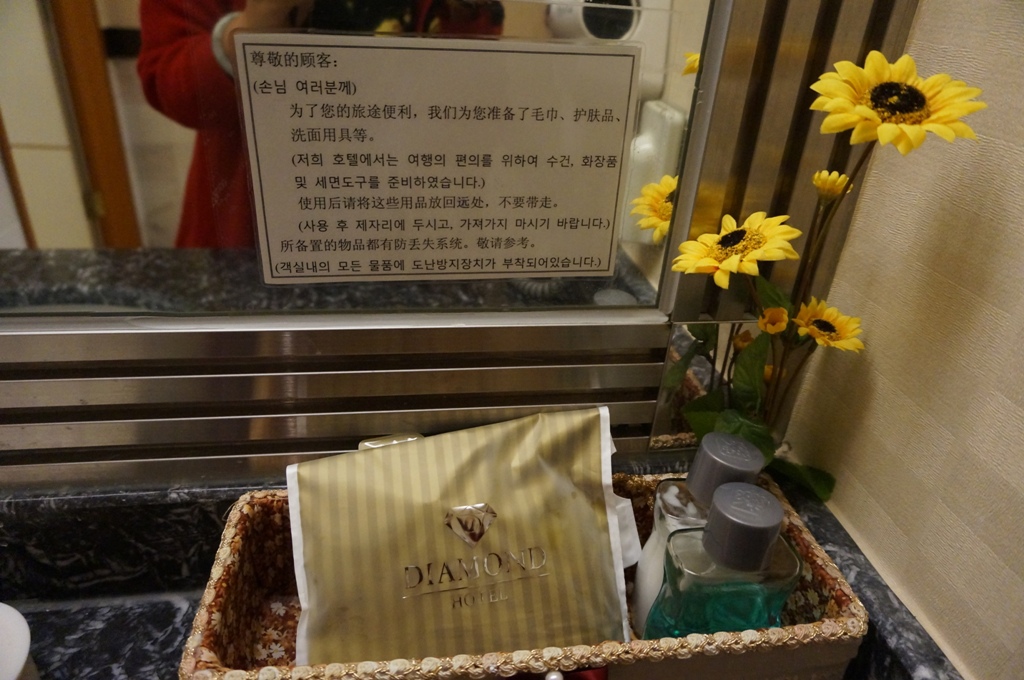 尊敬的顾客:
(손님 여러분께)
为了您的旅途便利，我们为您准备了毛巾、护肤品、
洗面用具等。
(저희 호텔에서는 여행의 편의를 위하여 수건, 화장품
및 세면도구를 준비하였습니다.)
使用后请将这些用品放回远处，不要带走。
(사용 후 제자리에 두시고, 가져가지 마시기 바랍니다.)
所备置的物品都有防丢失系统。敬请参考。
(객실내의 모든 물품에 도난방지장치가 부착되어있습니다.)
DIAMOND
HOTEL